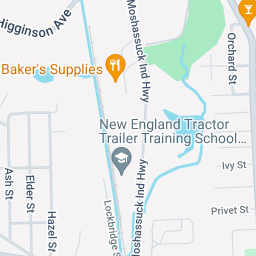 Higginson Ave
Moshassuck Ind Hwy
Orchard St
Baker's Supplies
New England Tractor
Trailer Training School...
Ivy St
Ash St
Elder St
Hazel St
Lockbridge S
Moshassuck Ind Hwy
Privet St